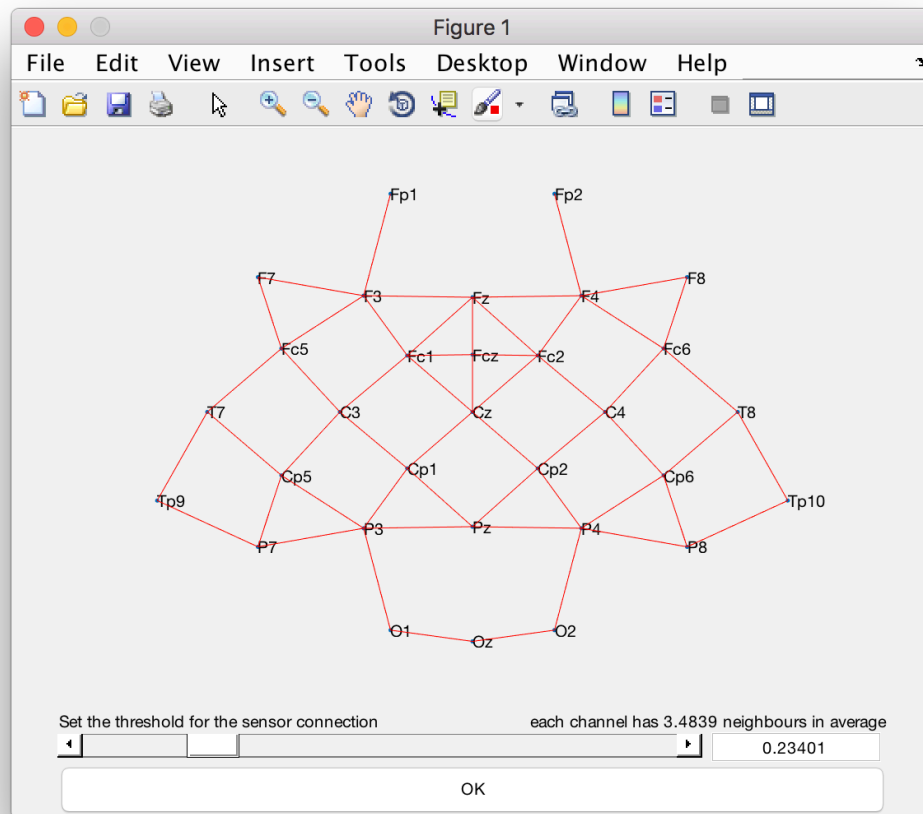 Figure 1
File Edit View Insert Tools Desktop Window Help
Fp1 Fp2
F7 F8
F3 Fz F4
Fc5 Fc6
Fc1 Fcz Fc2
T7 C3 Cz C4 T8
Cp1 Cp2
Cp5 Cp6
Tp9 Tp10
P3 Pz P4
P7 P8
O1 O2
Oz
Set the threshold for the sensor connection each channel has 3.4839 neighbours in average
0.23401
OK